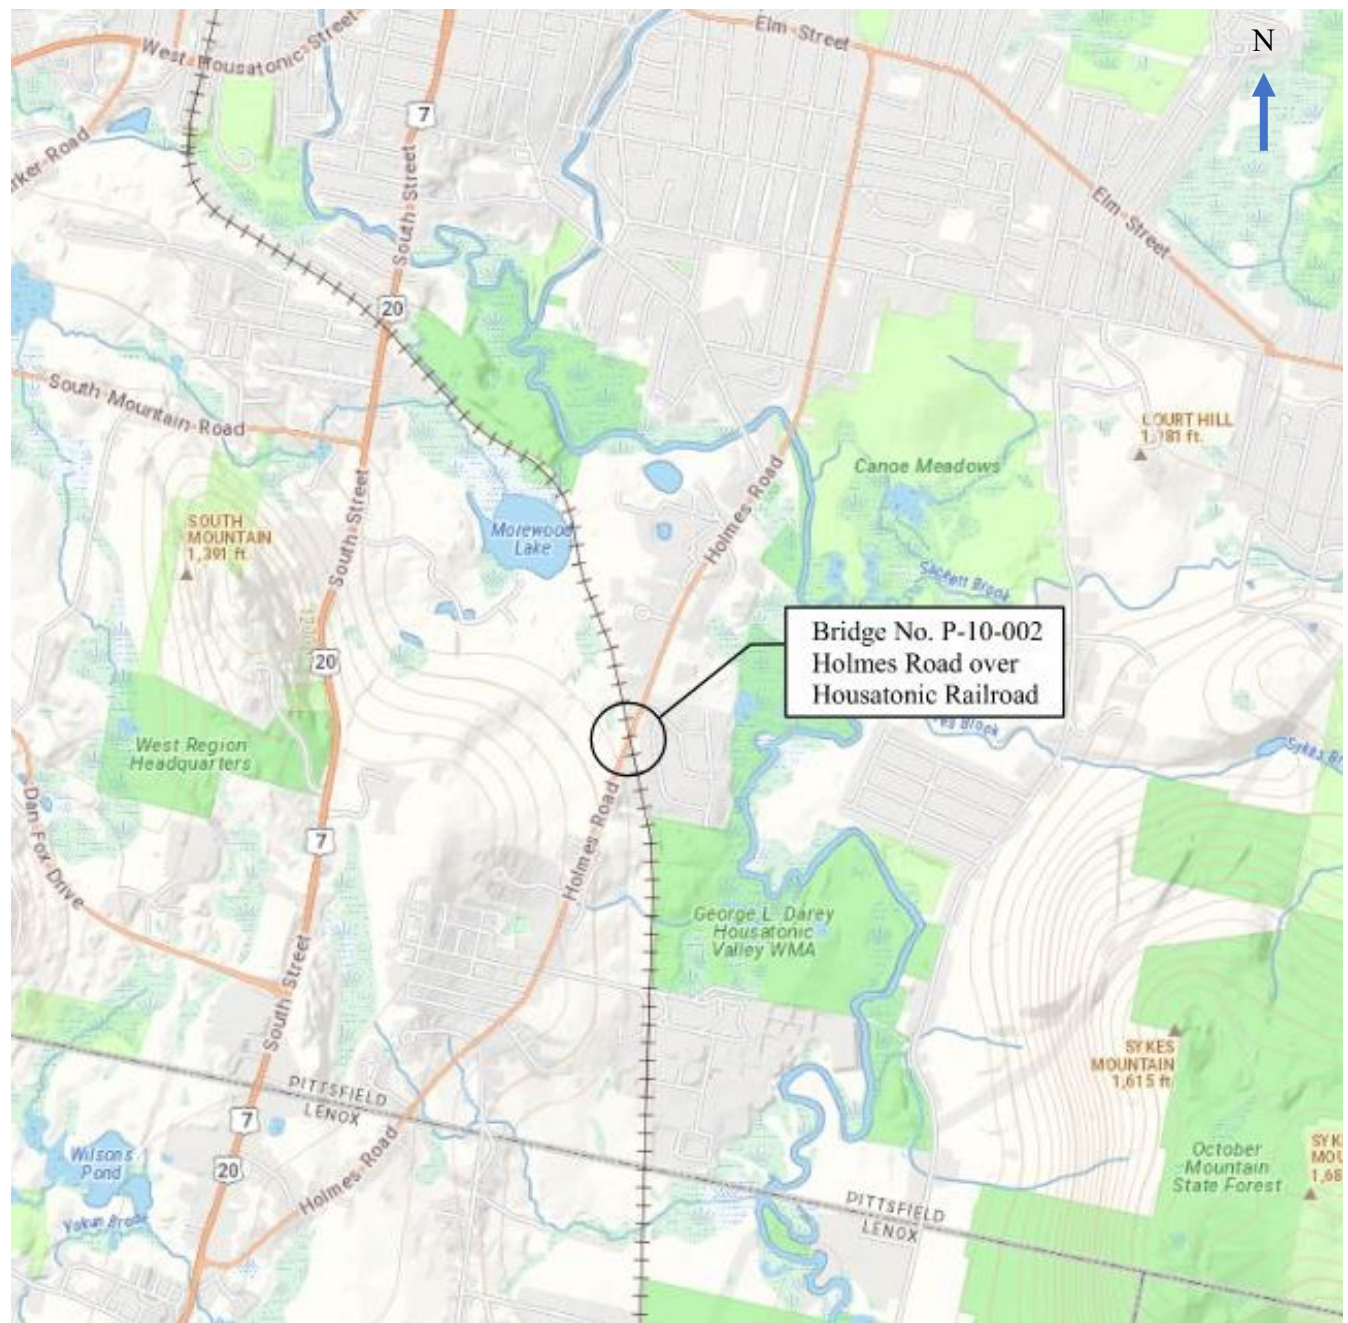 N
Elm Street
West Housatonic Street
7
South Street
Elm Street
20
South Mountain Road
COURT HILL
Canoe Meadows
Holmes Road
SOUTH
MOUNTAIN
1,391 ft.
Morewood
Lake
South Street
Sackett Brook
Bridge No. P-10-002
Holmes Road over
Housatonic Railroad
20
Brook
West Region
Headquarters
Dan Fox Drive
7
Holmes Road
George L. Darey
Housatonic
Valley WMA
South Street
SYKES
MOUNTAIN
1,615 ft.
PITTSFIELD
LENOX
7
Wilsons
Pond
20
Holmes Road
October
Mountain
State Forest
PITTSFIELD
LENOX
Yokun Brook